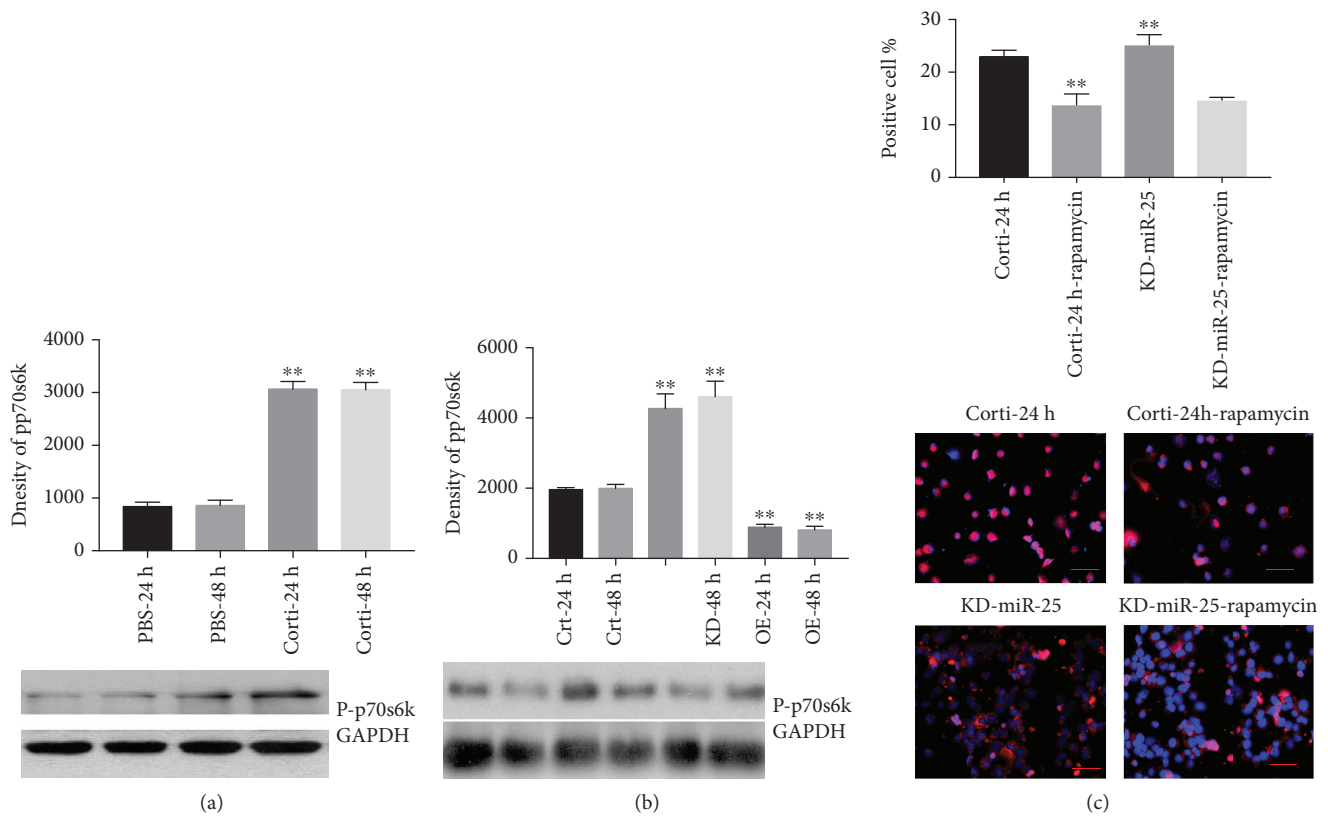 4000
3000
2000
1000
0
Dnesity of pp70s6k
**
**
PBS-24 h
PBS-48 h
Corti-24 h
Corti-48 h
P-p70s6k
GAPDH
(a)
6000
4000
2000
0
Density of pp70s6k
**
**
**
**
Crt-24 h
Crt-48 h
KD-48 h
OE-24 h
OE-48 h
P-p70s6k
GAPDH
(b)
30
20
10
0
Positive cell %
**
**
Corti-24 h
Corti-24 h-rapamycin
KD-miR-25
KD-miR-25-rapamycin
Corti-24 h
Corti-24h-rapamycin
KD-miR-25
KD-miR-25-rapamycin
(c)